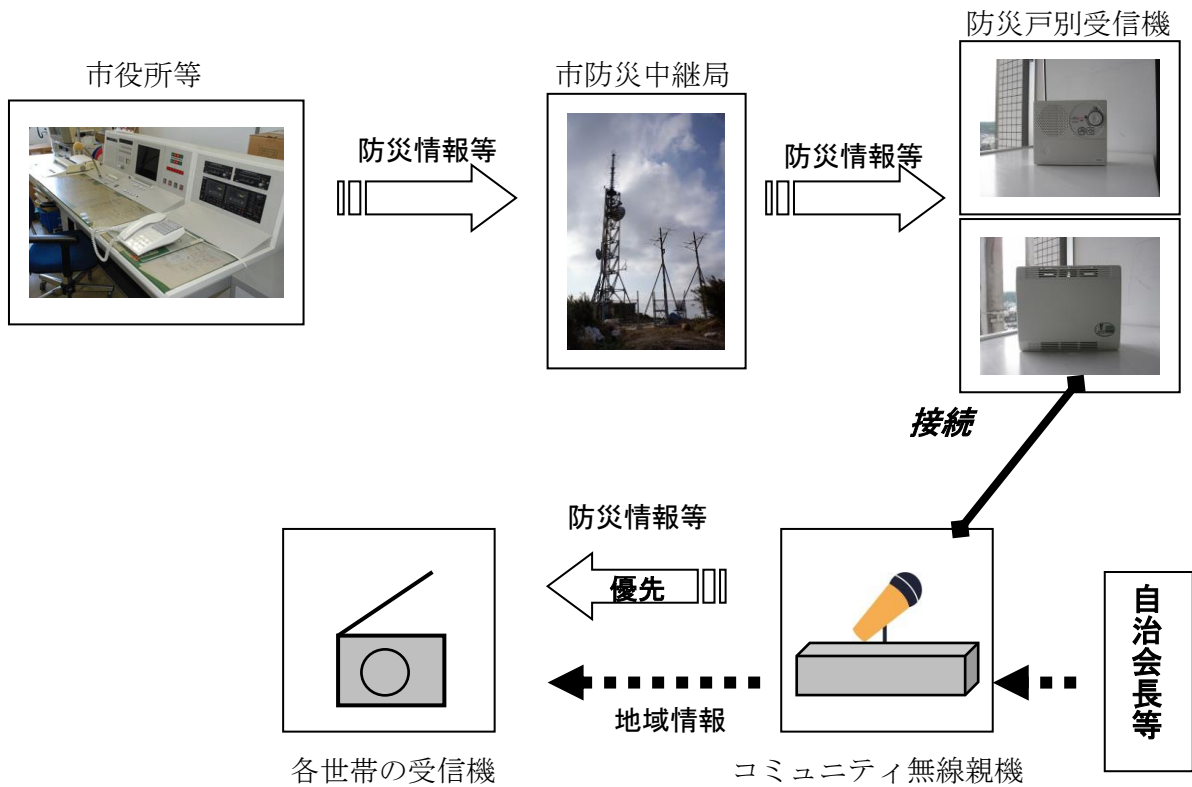 防災戸別受信機
市役所等
市防災中継局
防災情報等
防災情報等
接続
防災情報等
優先
自治会長等
地域情報
各世帯の受信機
コミュニティ無線親機